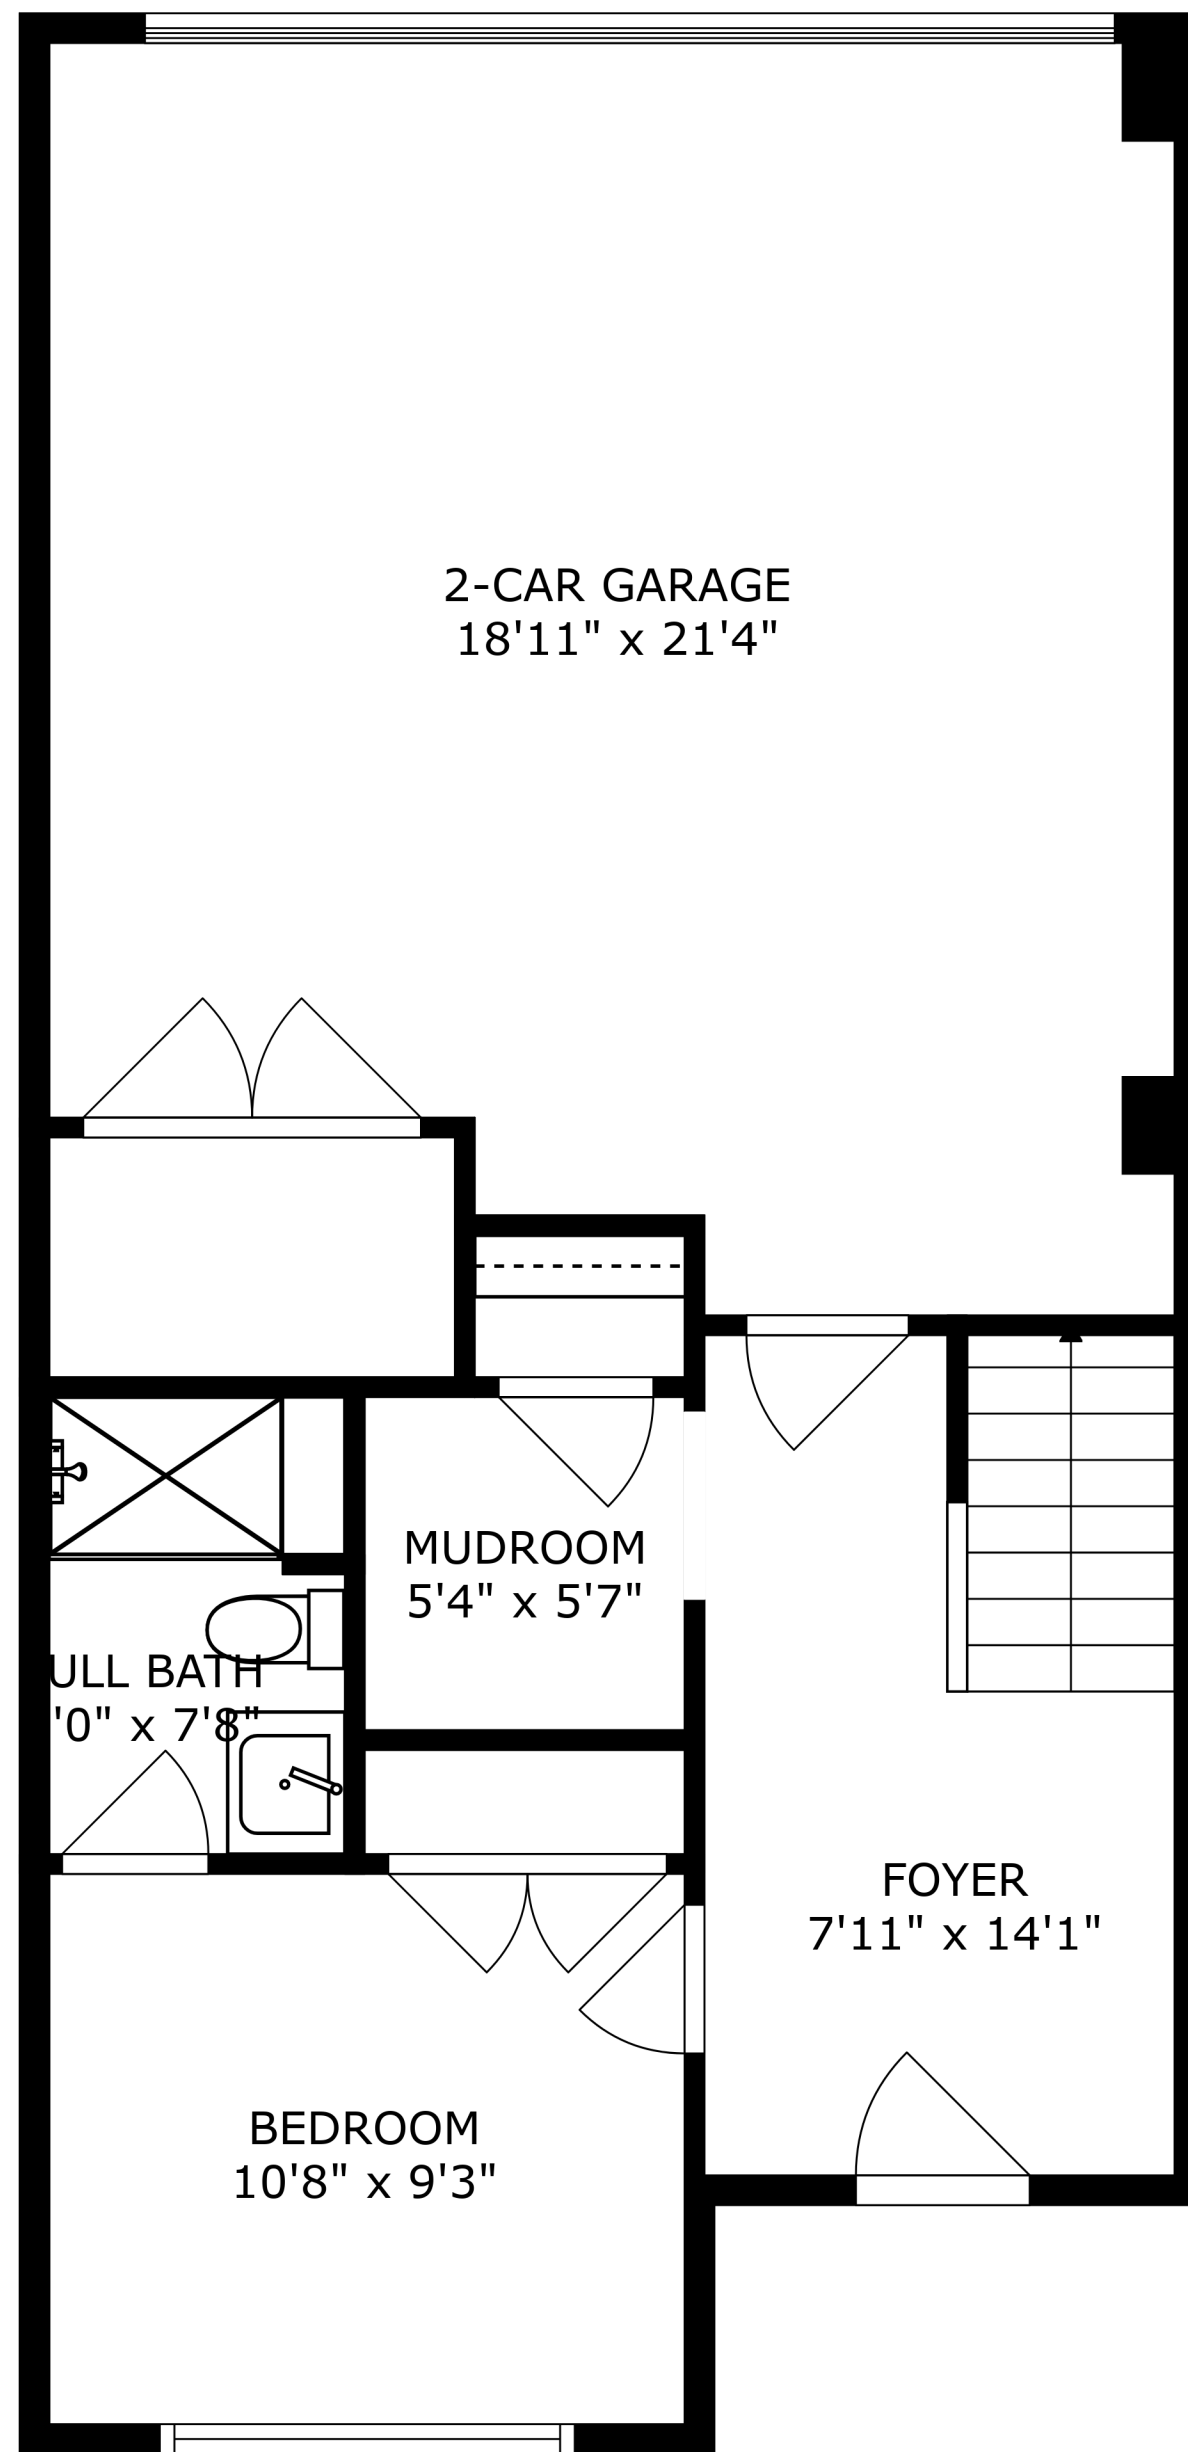 2-CAR GARAGE
18'11" x 21'4"
MUDROOM
5'4" x 5'7"
ULL BATH
'0" x 7'8"
FOYER
7'11" x 14'1"
BEDROOM
10'8" x 9'3"